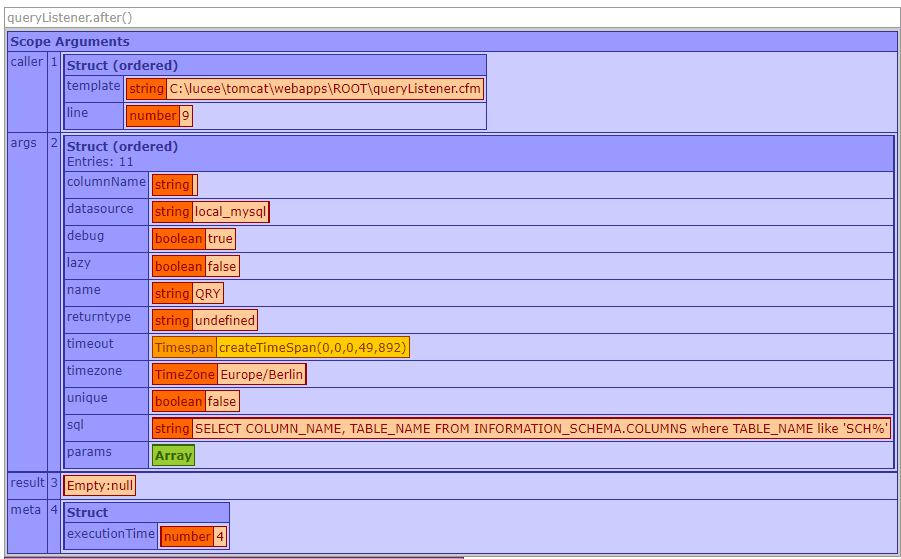 queryListener.after()
Scope Arguments
caller 1 Struct (ordered)
template string C:\lucee\tomcat\webapps\ROOT\queryListener.cfm
line number 9
args 2 Struct (ordered)
Entries: 11
columnName string
datasource string local_mysql
debug boolean true
lazy boolean false
name string QRY
returntype string undefined
timeout Timespan createTimeSpan(0,0,0,49,892)
timezone TimeZone Europe/Berlin
unique boolean false
sql string SELECT COLUMN_NAME, TABLE_NAME FROM INFORMATION_SCHEMA.COLUMNS where TABLE_NAME like 'SCH%'
params Array
result 3 Empty:null
meta 4 Struct
executionTime number 4